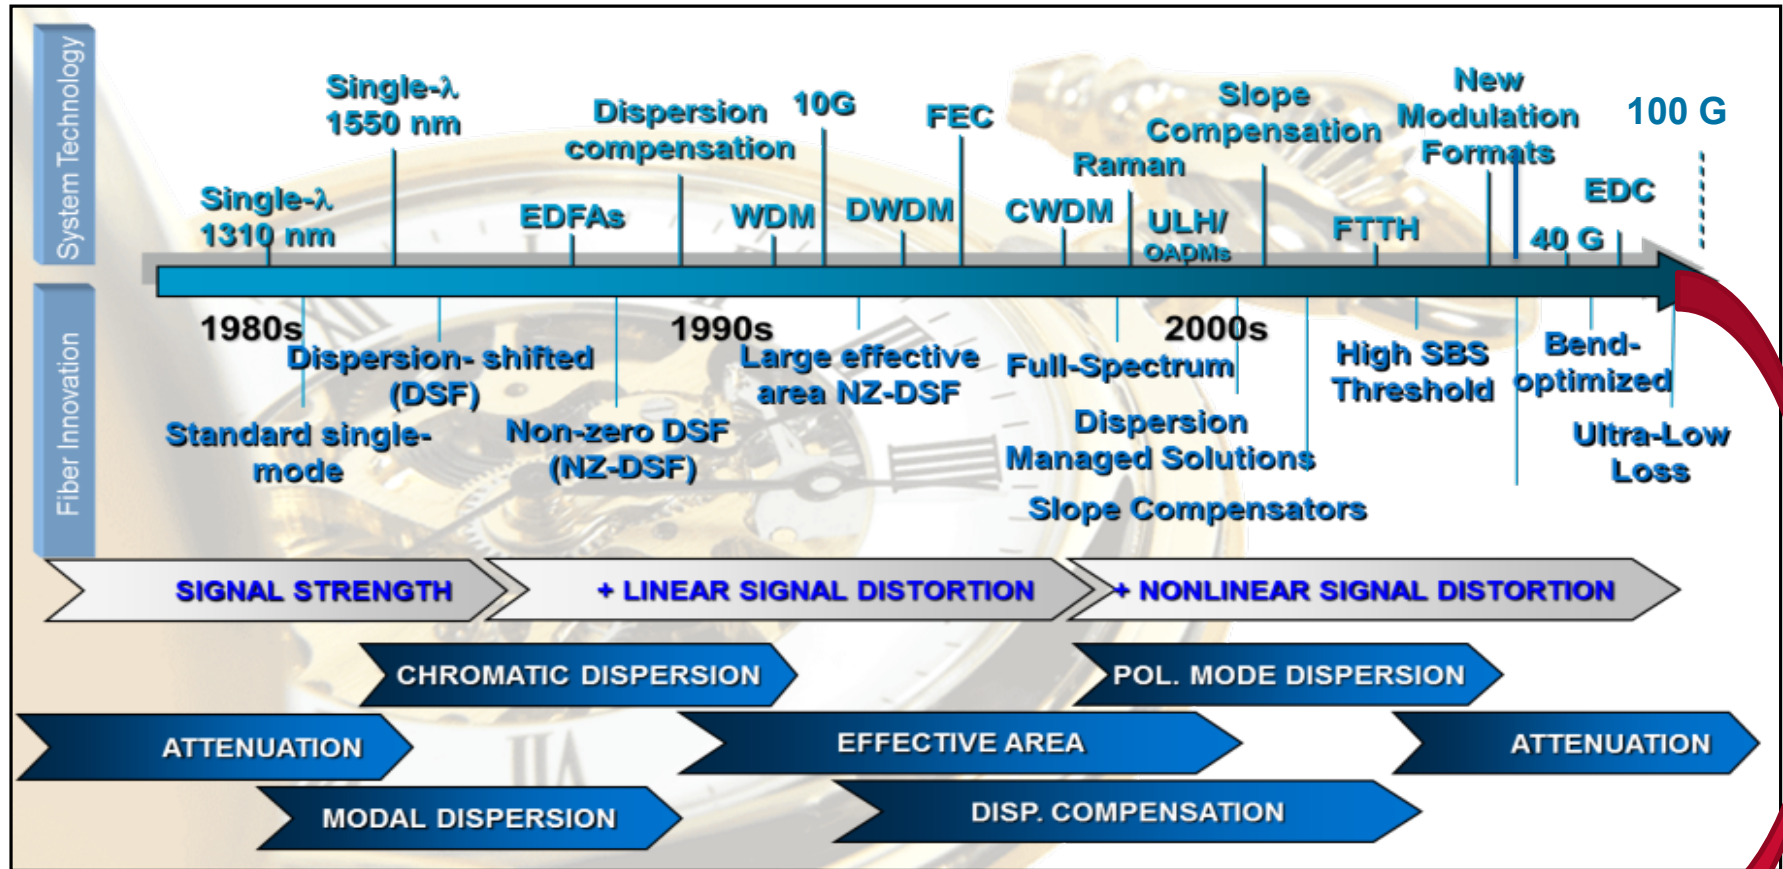 System Technology
Single-λ
1310 nm
Single-λ
1550 nm
EDFAs
Dispersion
compensation
WDM
10G
DWDM
FEC
CWDM
Raman
ULH/
OADMs
Slope
Compensation
FTTH
New
Modulation
Formats
40 G
EDC
100 G
Fiber Innovation
1980s
1990s
2000s
Standard single-
mode
Dispersion- shifted
(DSF)
Non-zero DSF
(NZ-DSF)
Large effective
area NZ-DSF
Full-Spectrum
Dispersion
Managed Solutions
Slope Compensators
High SBS
Threshold
Bend-
optimized
Ultra-Low
Loss
SIGNAL STRENGTH
+ LINEAR SIGNAL DISTORTION
+ NONLINEAR SIGNAL DISTORTION
CHROMATIC DISPERSION
POL. MODE DISPERSION
ATTENUATION
EFFECTIVE AREA
ATTENUATION
MODAL DISPERSION
DISP. COMPENSATION
III
III
VII